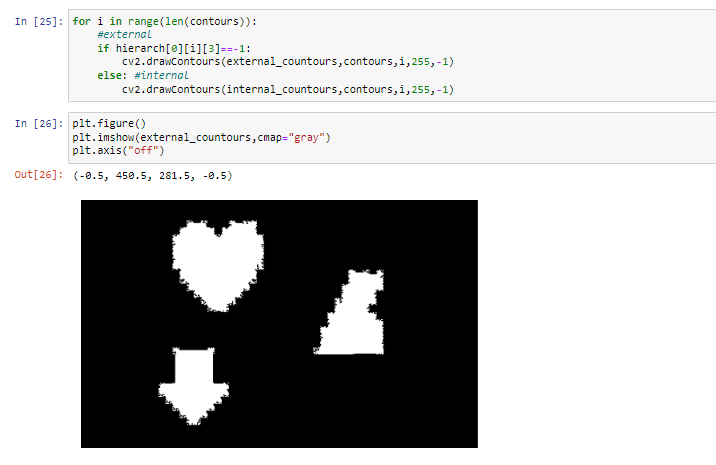 In [25]: for i in range(len(contours)):
#external
if hierarch[0][i][3]==-1:
cv2.drawContours(external_countours,contours,i,255,-1)
else: #internal
cv2.drawContours(internal_countours,contours,i,255,-1)
In [26]: plt.figure()
plt.imshow(external_countours,cmap="gray")
plt.axis("off")
Out[26]: (-0.5, 450.5, 281.5, -0.5)